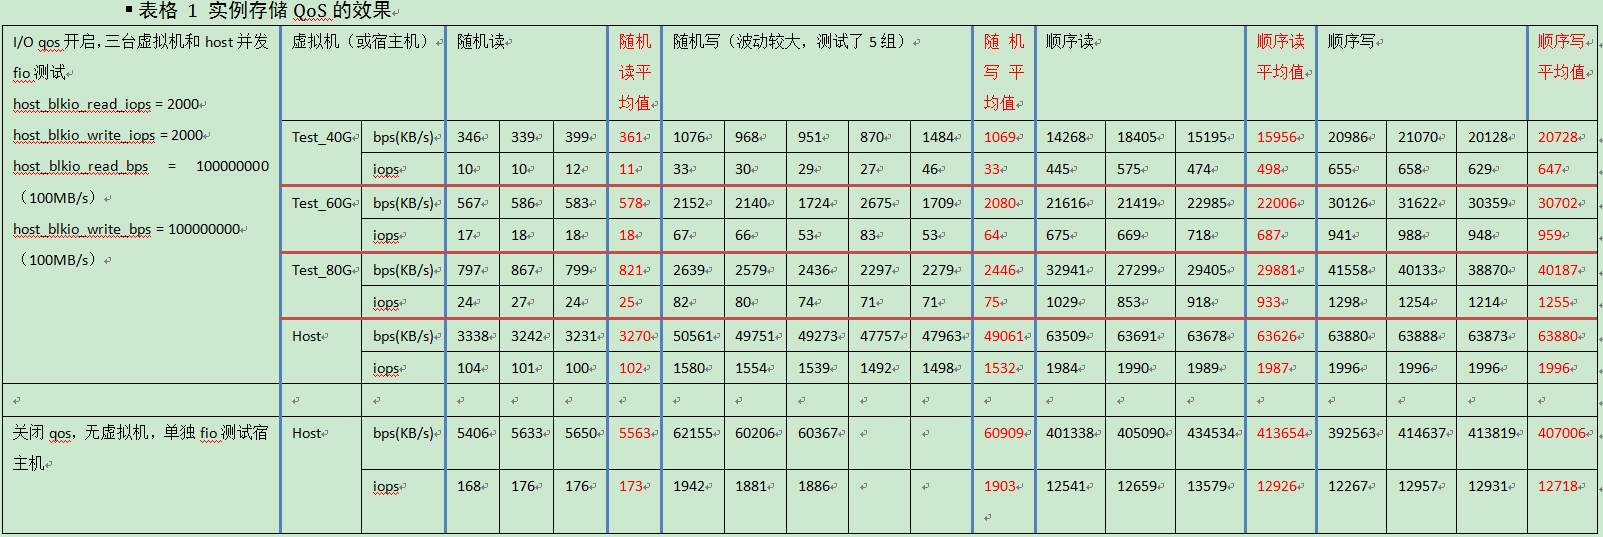 ▪ 表格 1 实例存储 QoS 的效果
I/O qos 开启，三台虚拟机和 host 并发
fio 测试
host_blkio_read_iops = 2000
host_blkio_write_iops = 2000
host_blkio_read_bps = 100000000
（100MB/s）
host_blkio_write_bps = 100000000
（100MB/s）
虚拟机（或宿主机） 随机读 随机读平均值 随机写（波动较大，测试了 5 组） 随机写平均值 顺序读 顺序读平均值 顺序写 顺序写平均值
Test_40G bps(KB/s) 346 339 399 361 1076 968 951 870 1484 1069 14268 18405 15195 15956 20986 21070 20128 20728
iops 10 10 12 11 33 30 29 27 46 33 445 575 474 498 655 658 629 647
Test_60G bps(KB/s) 567 586 583 578 2152 2140 1724 2675 1709 2080 21616 21419 22985 22006 30126 31622 30359 30702
iops 17 18 18 18 67 66 53 83 53 64 675 669 718 687 941 988 948 959
Test_80G bps(KB/s) 797 867 799 821 2639 2579 2436 2297 2279 2446 32941 27299 29405 29881 41558 40133 38870 40187
iops 24 27 24 25 82 80 74 71 71 75 1029 853 918 933 1298 1254 1214 1255
Host bps(KB/s) 3338 3242 3231 3270 50561 49751 49273 47757 47963 49061 63509 63691 63678 63626 63880 63888 63873 63880
iops 104 101 100 102 1580 1554 1539 1492 1498 1532 1984 1990 1989 1987 1996 1996 1996 1996
关闭 qos，无虚拟机，单独 fio 测试宿
主机
Host bps(KB/s) 5406 5633 5650 5563 62155 60206 60367 60909 401338 405090 434534 413654 392563 414637 413819 407006
iops 168 176 176 173 1942 1881 1886 1903 12541 12659 13579 12926 12267 12957 12931 12718